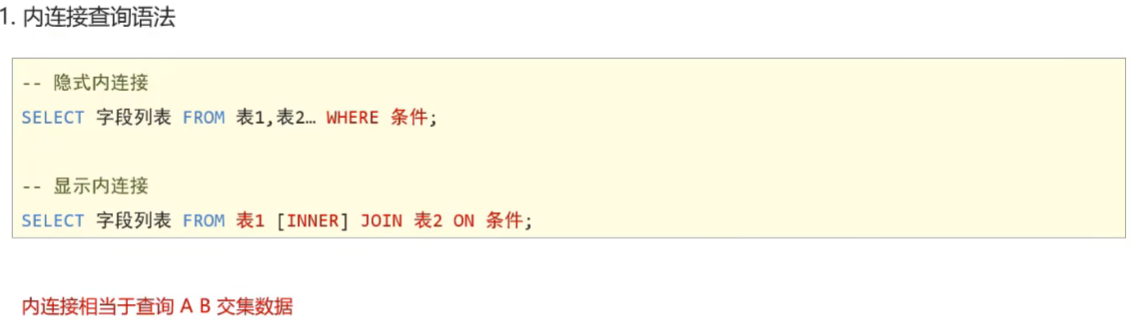 1. 内连接查询语法
-- 隐式内连接
SELECT 字段列表 FROM 表1,表2… WHERE 条件;
-- 显示内连接
SELECT 字段列表 FROM 表1 [INNER] JOIN 表2 ON 条件;
内连接相当于查询 A B 交集数据